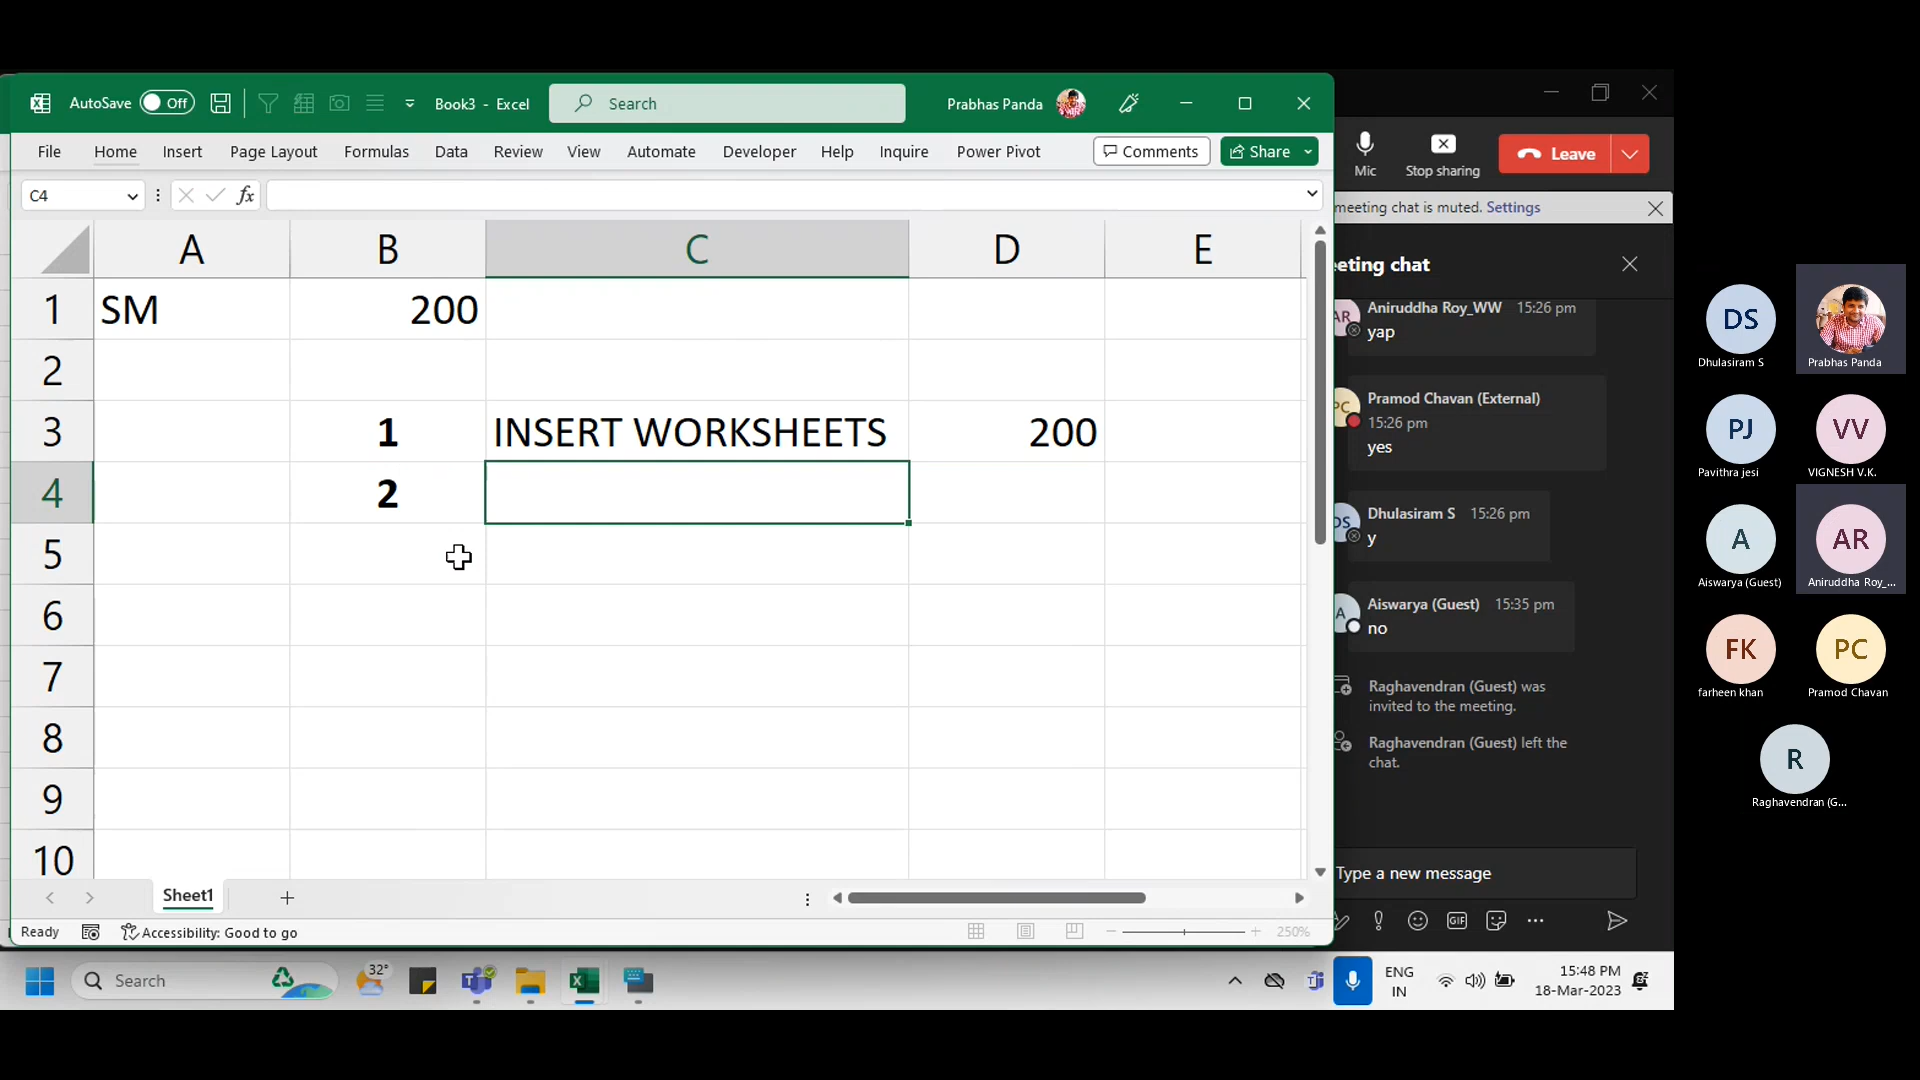 AutoSave Off Book3 - Excel Search Prabhas Panda
File Home Insert Page Layout Formulas Data Review View Automate Developer Help Inquire Power Pivot Comments Share
C4 fx
A B C D E
1 SM 200
2
3 1 INSERT WORKSHEETS 200
4 2
5
6
7
8
9
10
Sheet1
Ready Accessibility: Good to go 250%
Mic Stop sharing Leave
meeting chat is muted. Settings
eeting chat
AR Aniruddha Roy_WW 15:26 pm
yap
PC Pramod Chavan (External)
15:26 pm
yes
DS Dhulasiram S 15:26 pm
y
A Aiswarya (Guest) 15:35 pm
no
Raghavendran (Guest) was
invited to the meeting.
Raghavendran (Guest) left the
chat.
Type a new message
GIF
DS
Dhulasiram S
Prabhas Panda
PJ
Pavithra jesi
VV
VIGNESH V.K.
A
Aiswarya (Guest)
AR
Aniruddha Roy_...
FK
farheen khan
PC
Pramod Chavan
R
Raghavendran (G...
Search 32° ENG
IN
15:48 PM
18-Mar-2023